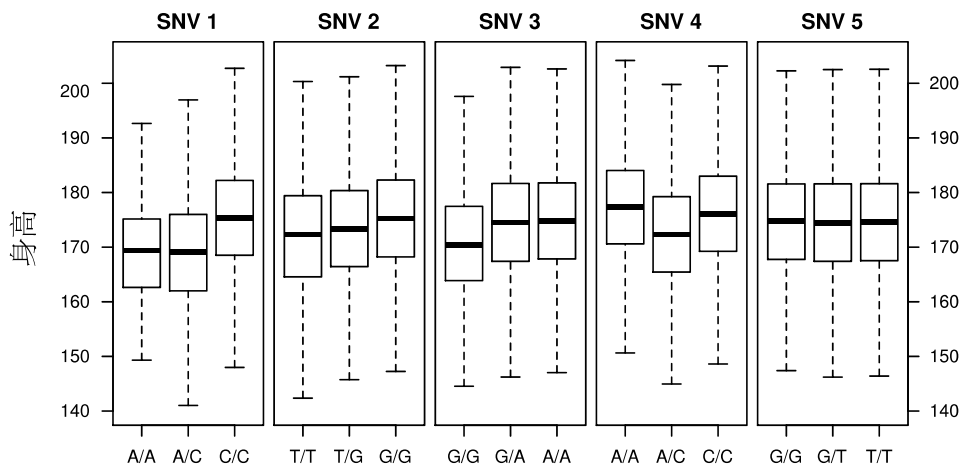 SNV 1 SNV 2 SNV 3 SNV 4 SNV 5
200 200
190 190
180 180
170 170
160 160
150 150
140 140
身高
A/A A/C C/C T/T T/G G/G G/G G/A A/A A/A A/C C/C G/G G/T T/T